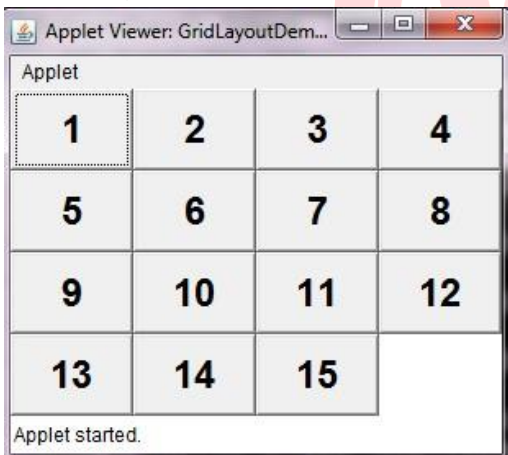 Applet Viewer: GridLayoutDem...
Applet
1 2 3 4
5 6 7 8
9 10 11 12
13 14 15
Applet started.